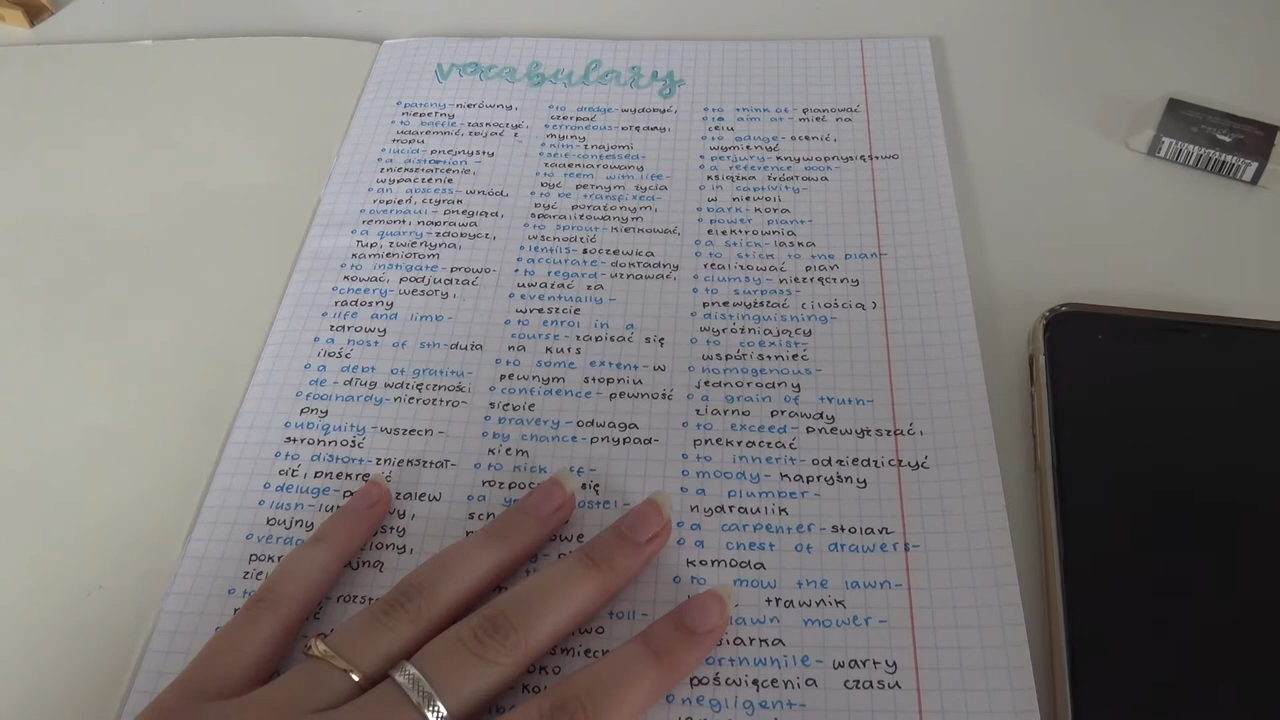 vocabulary
patchy-nierówny,
niepełny
to baffle-zaskoczyć,
udaremnić, zbijać z
tropu
lucid-przejrzysty
a distortion-
zniekształcenie,
wypaczenie
an abscess-wrzód,
ropień, czyrak
overhaul-przegląd,
remont, naprawa
a quarry-zdobycz,
łup, zwierzyna,
kamieniołom
to instigate-prowo-
kować, podjudzać
cheery-wesoły,
radosny
life and limb-
zdrowy
a host of sth-duża
ilość
a debt of gratitu-
de-dług wdzięczności
foolhardy-nieroztro-
pny
ubiquity-wszech-
stronność
to distort-zniekształ-
cić,
deluge- zalew
lush-
bujny
to dredge-wydobyć,
czerpać
erroneous-błędny,
mylny
kith-znajomi
self-confessed-
zadeklarowany
to teem with life-
być pełnym życia
to be transfixed-
być porażonym,
sparaliżowanym
to sprout-kiełkować,
wschodzić
lentils-soczewica
accurate-dokładny
to regard-uznawać,
uważać za
eventually-
wreszcie
to enrol in a
course-zapisać się
na kurs
to some extent-w
pewnym stopniu
confidence-pewność
siebie
bravery-odwaga
by chance-przypad-
kiem
to kick
się
toll-
to think of-planować
to aim at-mieć na
celu
to gauge-ocenić,
wymienyć
perjury-krzywoprzysięstwo
a reference book-
książka źródłowa
in captivity-
w niewoli
bark-kora
power plant-
elektrownia
a stick-laska
to stick to the plan-
realizować plan
clumsy-niezręczny
to surpass-
przewyższać (ilością)
distinguishing-
wyróżniający
to coexist-
współistnieć
homogenous-
jednorodny
a grain of truth-
ziarno prawdy
to exceed-przewyższać,
przekraczać
to inherit-odziedziczyć
moody-kapryśny
a plumber-
hydraulik
a carpenter-stolarz
a chest of drawers-
komoda
to mow the lawn-
trawnik
lawn mower-
warty
poświęcenia czasu
negligent-